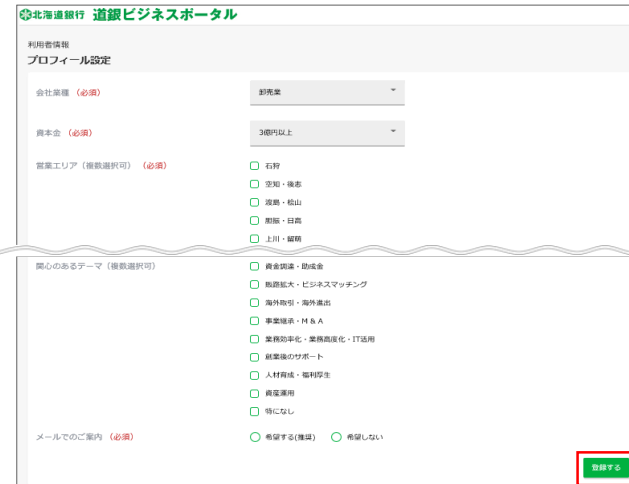 北海道銀行 道銀ビジネスポータル
利用者情報
プロフィール設定
会社業種 (必須) 卸売業
資本金 (必須) 3億円以上
営業エリア (複数選択可) (必須) 石狩
空知・後志
渡島・檜山
胆振・日高
上川・留萌
関心のあるテーマ (複数選択可) 資金調達・助成金
販路拡大・ビジネスマッチング
海外取引・海外進出
事業継承・M & A
業務効率化・業務高度化・IT活用
創業後のサポート
人材育成・福利厚生
資産運用
特になし
メールでのご案内 (必須) 希望する(推奨) 希望しない
登録する